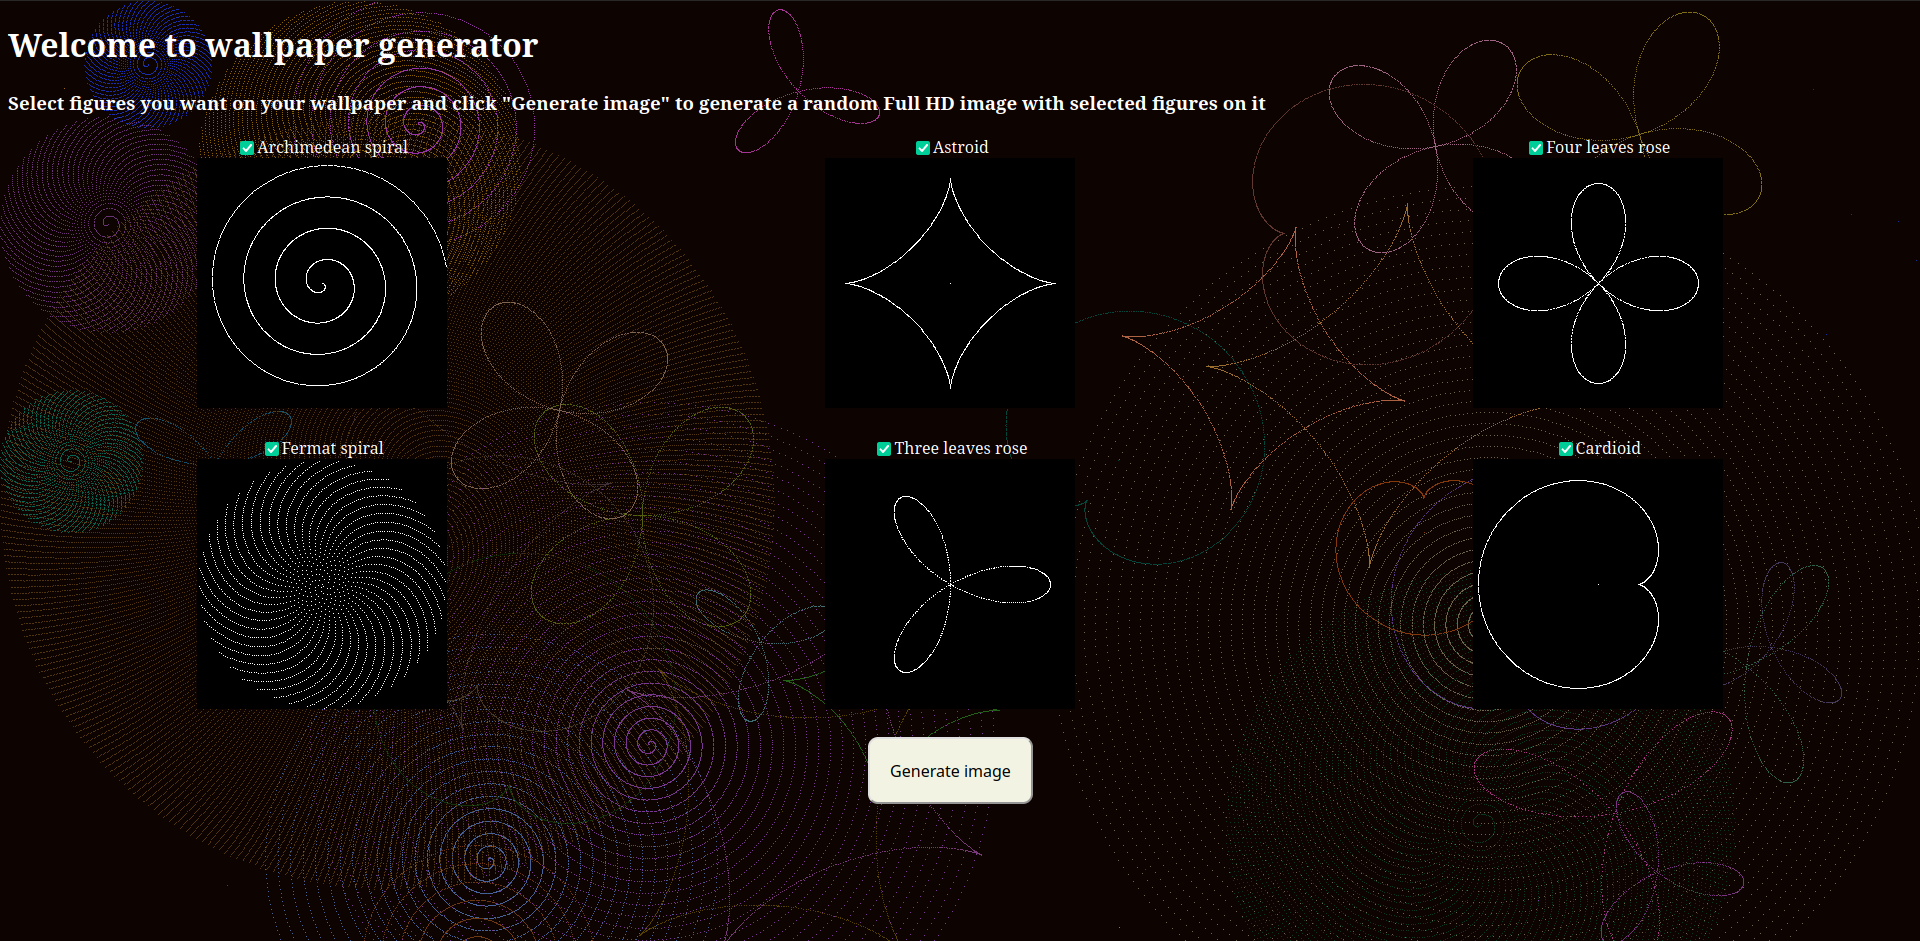 Welcome to wallpaper generator
Select figures you want on your wallpaper and click "Generate image" to generate a random Full HD image with selected figures on it
Archimedean spiral
Astroid
Four leaves rose
Fermat spiral
Three leaves rose
Cardioid
Generate image